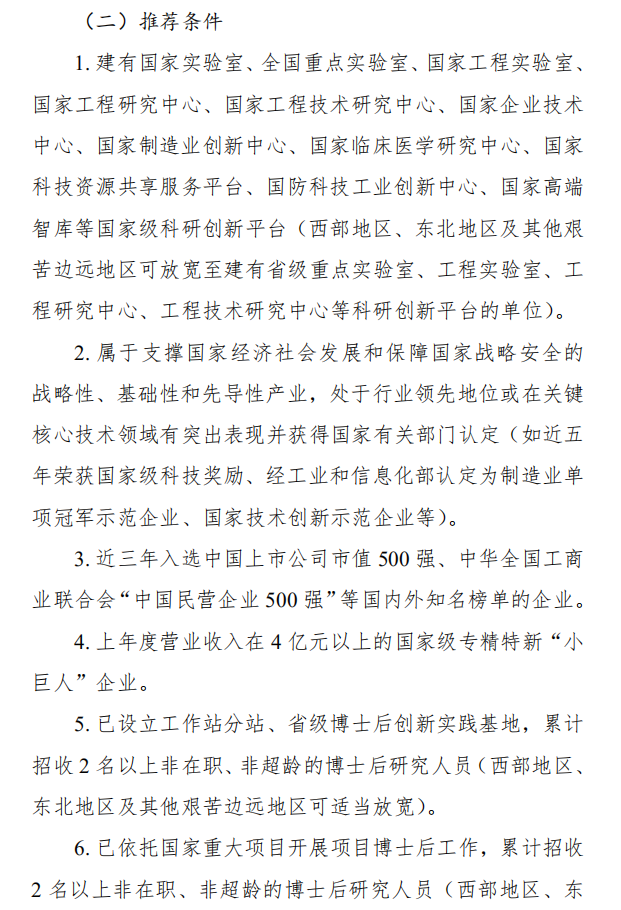 （二）推荐条件
1. 建有国家实验室、全国重点实验室、国家工程实验室、
国家工程研究中心、国家工程技术研究中心、国家企业技术
中心、国家制造业创新中心、国家临床医学研究中心、国家
科技资源共享服务平台、国防科技工业创新中心、国家高端
智库等国家级科研创新平台（西部地区、东北地区及其他艰
苦边远地区可放宽至建有省级重点实验室、工程实验室、工
程研究中心、工程技术研究中心等科研创新平台的单位）。
2. 属于支撑国家经济社会发展和保障国家战略安全的
战略性、基础性和先导性产业，处于行业领先地位或在关键
核心技术领域有突出表现并获得国家有关部门认定（如近五
年荣获国家级科技奖励、经工业和信息化部认定为制造业单
项冠军示范企业、国家技术创新示范企业等）。
3. 近三年入选中国上市公司市值 500 强、中华全国工商
业联合会“中国民营企业 500 强”等国内外知名榜单的企业。
4. 上年度营业收入在 4 亿元以上的国家级专精特新“小
巨人”企业。
5. 已设立工作站分站、省级博士后创新实践基地，累计
招收 2 名以上非在职、非超龄的博士后研究人员（西部地区、
东北地区及其他艰苦边远地区可适当放宽）。
6. 已依托国家重大项目开展项目博士后工作，累计招收
2 名以上非在职、非超龄的博士后研究人员（西部地区、东